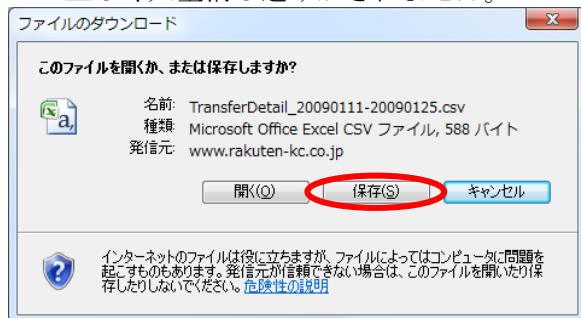 ファイルのダウンロード
このファイルを開くか、または保存しますか?
名前: TransferDetail_20090111-20090125.csv
種類: Microsoft Office Excel CSV ファイル, 588 バイト
発信元: www.rakuten-kc.co.jp
開く(O) 保存(S) キャンセル
インターネットのファイルは役に立ちますが、ファイルによってはコンピュータに問題を
起こすものもあります。発信元が信頼できない場合は、このファイルを開いたり保
存したりしないでください。危険性の説明